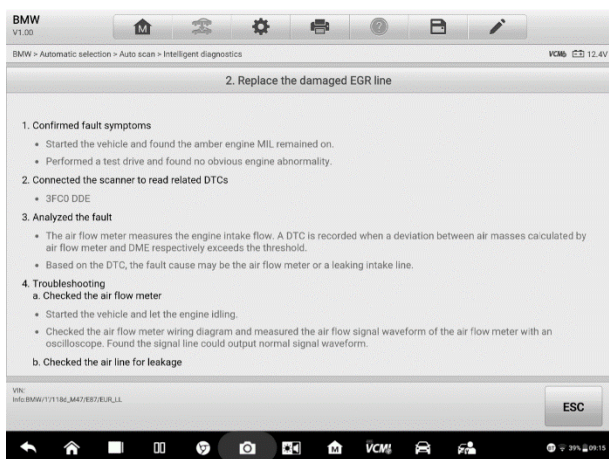 BMW
V1.00
BMW > Automatic selection > Auto scan > Intelligent diagnostics
VCMI 12.4V
2. Replace the damaged EGR line
1. Confirmed fault symptoms
• Started the vehicle and found the amber engine MIL remained on.
• Performed a test drive and found no obvious engine abnormality.
2. Connected the scanner to read related DTCs
• 3FC0 DDE
3. Analyzed the fault
• The air flow meter measures the engine intake flow. A DTC is recorded when a deviation between air masses calculated by
air flow meter and DME respectively exceeds the threshold.
• Based on the DTC, the fault cause may be the air flow meter or a leaking intake line.
4. Troubleshooting
a. Checked the air flow meter
• Started the vehicle and let the engine idling.
• Checked the air flow meter wiring diagram and measured the air flow signal waveform of the air flow meter with an
oscilloscope. Found the signal line could output normal signal waveform.
b. Checked the air line for leakage
VIN:
Info:BMW/1'/118d_M47/E87/EUR_LL
ESC
VCMI
39% 09:15